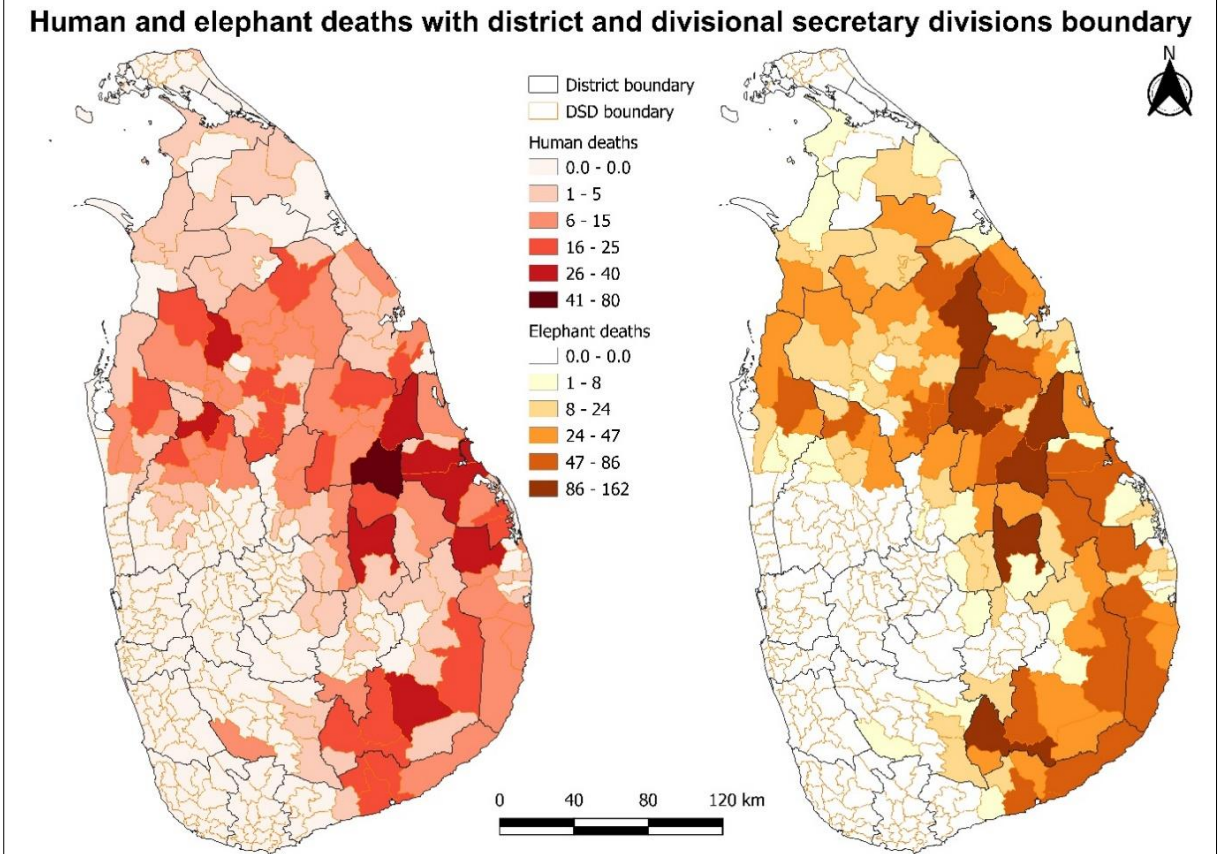 Human and elephant deaths with district and divisional secretary divisions boundary
N
District boundary
DSD boundary
Human deaths
0.0 - 0.0
1 - 5
6 - 15
16 - 25
26 - 40
41 - 80
Elephant deaths
0.0 - 0.0
1 - 8
8 - 24
24 - 47
47 - 86
86 - 162
0 40 80 120 km